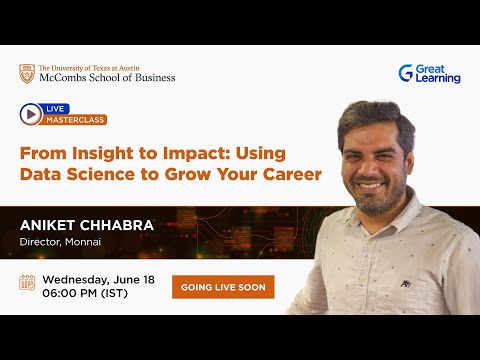 The University of Texas at Austin
McCombs School of Business
Great
Learning
LIVE
MASTERCLASS
From Insight to Impact: Using
Data Science to Grow Your Career
ANIKET CHHABRA
Director, Monnai
Wednesday, June 18
06:00 PM (IST)
GOING LIVE SOON